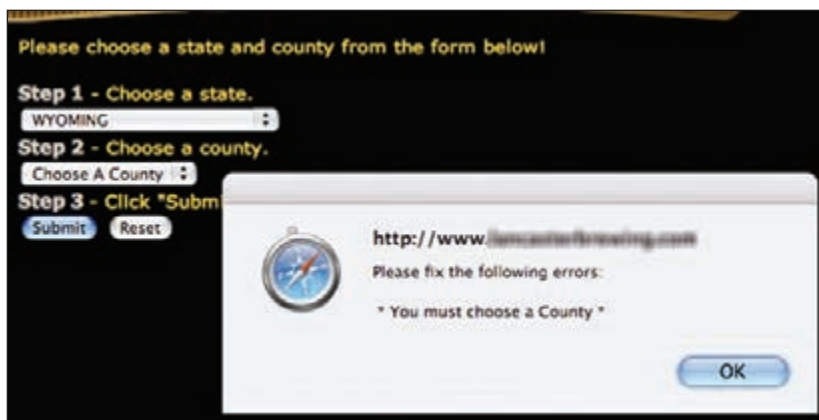 Please choose a state and county from the form below!
Step 1 - Choose a state.
WYOMING
Step 2 - Choose a county.
Choose A County
Step 3 - Click "Submi
Submit Reset
http://www.
Please fix the following errors:
* You must choose a County *
OK